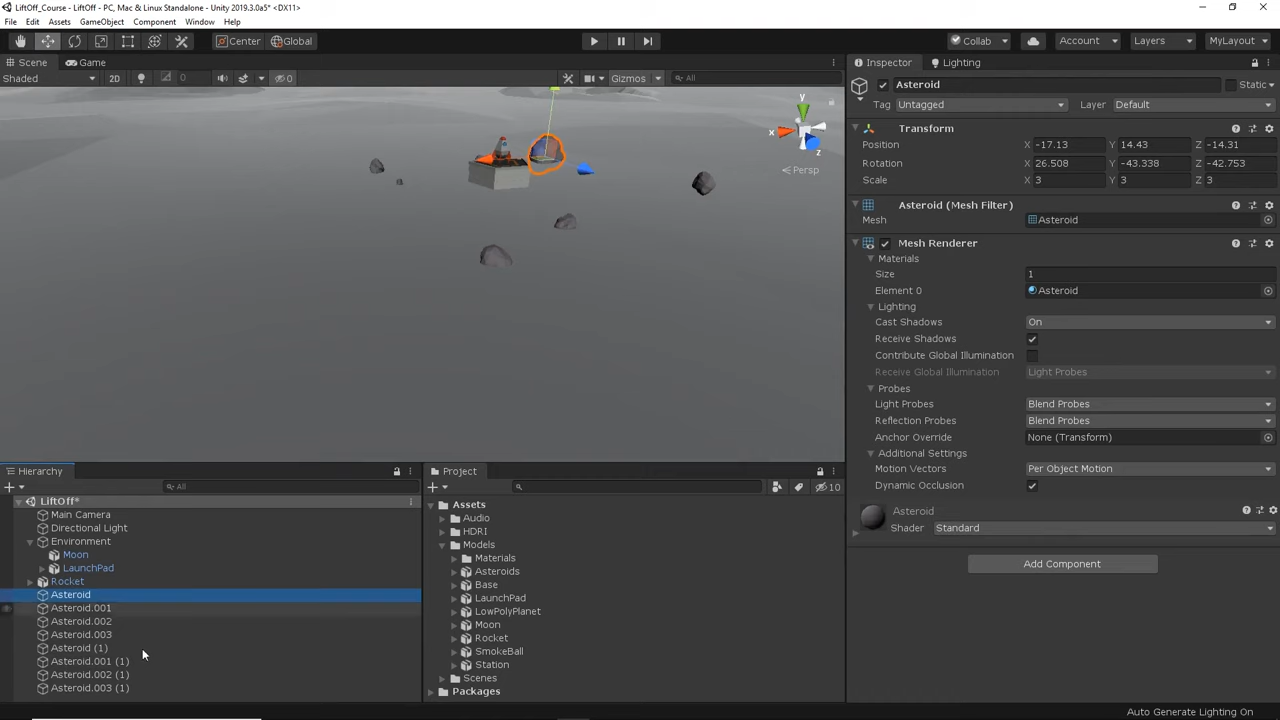 LiftOff_Course - LiftOff - PC, Mac & Linux Standalone - Unity 2019.3.0a5* <DX11>
File Edit Assets GameObject Component Window Help
Center Global Collab Account Layers MyLayout
Scene Game
Shaded 2D 0 0 Gizmos All
y
x
z
Persp
Inspector Lighting
Asteroid Static
Tag Untagged Layer Default
Transform
Position X -17.13 Y 14.43 Z -14.31
Rotation X 26.508 Y -43.338 Z -42.753
Scale X 3 Y 3 Z 3
Asteroid (Mesh Filter)
Mesh Asteroid
Mesh Renderer
Materials
Size 1
Element 0 Asteroid
Lighting
Cast Shadows On
Receive Shadows
Contribute Global Illumination
Receive Global Illumination Light Probes
Probes
Light Probes Blend Probes
Reflection Probes Blend Probes
Anchor Override None (Transform)
Additional Settings
Motion Vectors Per Object Motion
Dynamic Occlusion
Asteroid
Shader Standard
Add Component
Hierarchy
All
LiftOff*
Main Camera
Directional Light
Environment
Moon
LaunchPad
Rocket
Asteroid
Asteroid.001
Asteroid.002
Asteroid.003
Asteroid (1)
Asteroid.001 (1)
Asteroid.002 (1)
Asteroid.003 (1)
Project
10
Assets
Audio
HDRI
Models
Materials
Asteroids
Base
LaunchPad
LowPolyPlanet
Moon
Rocket
SmokeBall
Station
Scenes
Packages
Auto Generate Lighting On